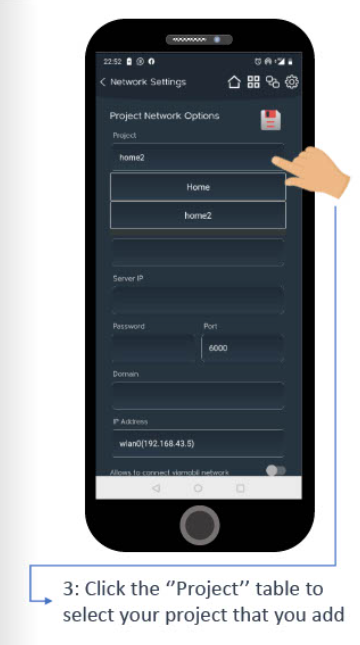 22:52
Network Settings
Project Network Options
Project
home2
Home
home2
Server IP
Password Port
6000
Domain
IP Address
wlan0(192.168.43.5)
Allows to connect viamobil network
3: Click the “Project’’ table to
select your project that you add